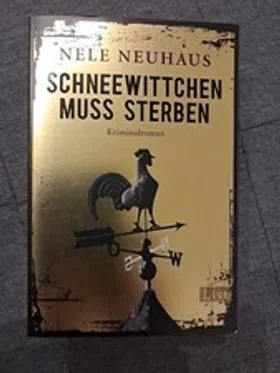 NELE NEUHAUS
SCHNEEWITTCHEN
MUSS STERBEN
Kriminalroman
W